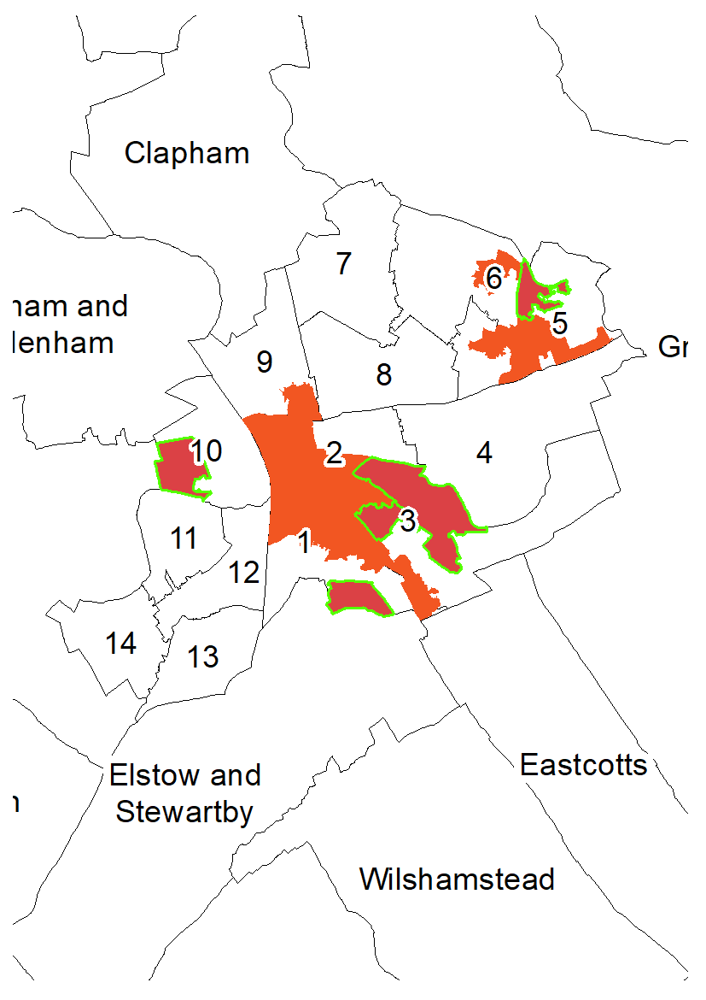 Clapham
7
6
5
ham and
lenham
Gr
9
8
10
2
4
3
11
1
12
14
13
Elstow and
Stewartby
Eastcotts
Wilshamstead